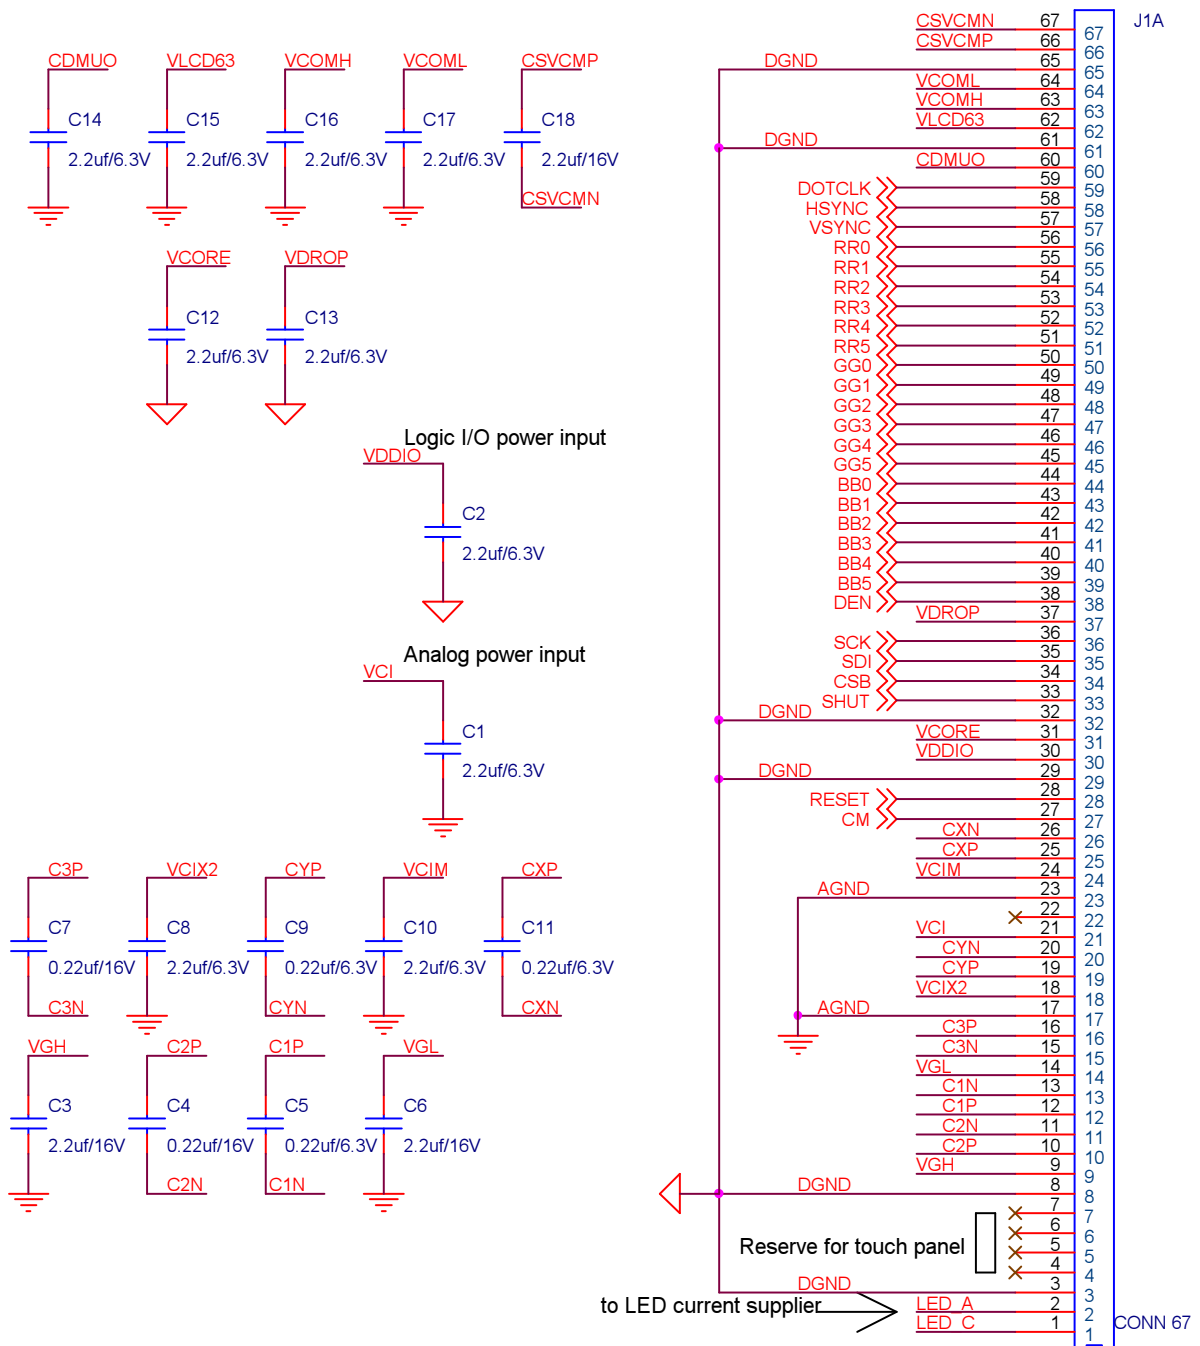 CDMUO VLCD63 VCOMH VCOML CSVCMP
C14 C15 C16 C17 C18
2.2uf/6.3V 2.2uf/6.3V 2.2uf/6.3V 2.2uf/6.3V 2.2uf/16V
CSVCMN
VCORE VDROP
C12 C13
2.2uf/6.3V 2.2uf/6.3V
Logic I/O power input
VDDIO
C2
2.2uf/6.3V
Analog power input
VCI
C1
2.2uf/6.3V
C3P VCIX2 CYP VCIM CXP
C7 C8 C9 C10 C11
0.22uf/16V 2.2uf/6.3V 0.22uf/6.3V 2.2uf/6.3V 0.22uf/6.3V
C3N CYN CXN
VGH C2P C1P VGL
C3 C4 C5 C6
2.2uf/16V 0.22uf/16V 0.22uf/6.3V 2.2uf/16V
C2N C1N
J1A
CSVCMN 67 67
CSVCMP 66 66
DGND 65 65
VCOML 64 64
VCOMH 63 63
VLCD63 62 62
DGND 61 61
CDMUO 60 60
DOTCLK 59 59
HSYNC 58 58
VSYNC 57 57
RR0 56 56
RR1 55 55
RR2 54 54
RR3 53 53
RR4 52 52
RR5 51 51
GG0 50 50
GG1 49 49
GG2 48 48
GG3 47 47
GG4 46 46
GG5 45 45
BB0 44 44
BB1 43 43
BB2 42 42
BB3 41 41
BB4 40 40
BB5 39 39
DEN 38 38
VDROP 37 37
SCK 36 36
SDI 35 35
CSB 34 34
SHUT 33 33
DGND 32 32
VCORE 31 31
VDDIO 30 30
DGND 29 29
RESET 28 28
CM 27 27
CXN 26 26
CXP 25 25
VCIM 24 24
AGND 23 23
22 22
VCI 21 21
CYN 20 20
CYP 19 19
VCIX2 18 18
AGND 17 17
C3P 16 16
C3N 15 15
VGL 14 14
C1N 13 13
C1P 12 12
C2N 11 11
C2P 10 10
VGH 9 9
DGND 8 8
7 7
6 6
Reserve for touch panel 5 5
4 4
DGND 3 3
to LED current supplier LED_A 2 2
LED_C 1 1
CONN 67